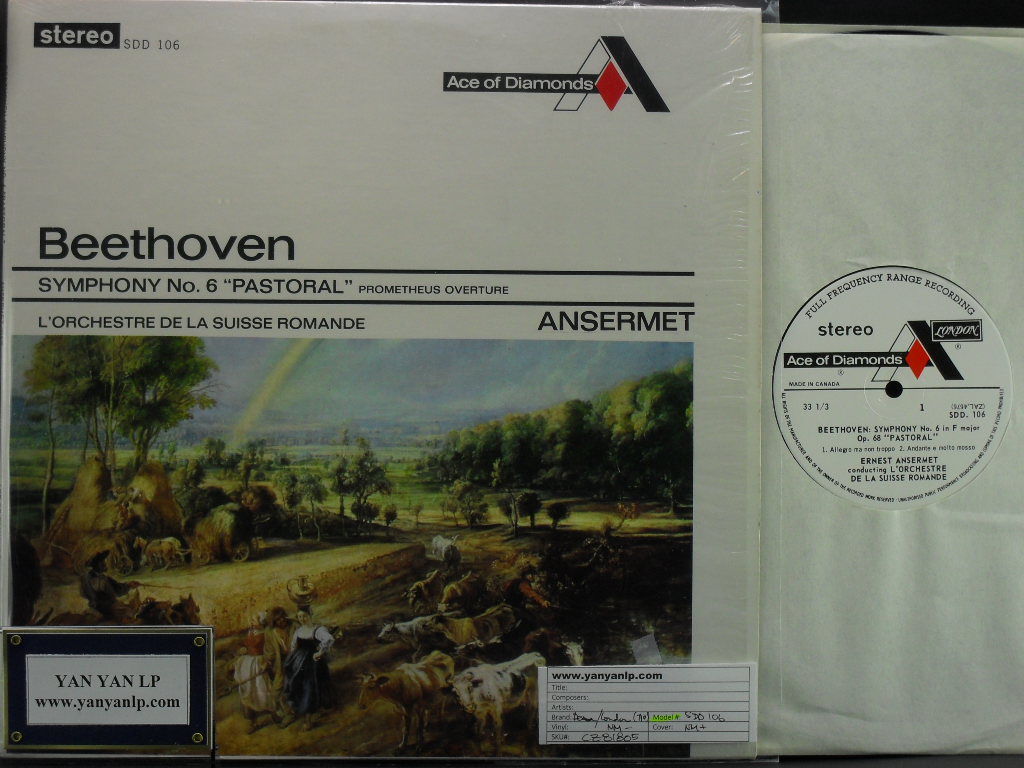 stereo SDD 106
Ace of Diamonds
Beethoven
SYMPHONY No. 6 “PASTORAL” PROMETHEUS OVERTURE
L'ORCHESTRE DE LA SUISSE ROMANDE ANSERMET
FULL FREQUENCY RANGE RECORDING
stereo LONDON
®
Ace of Diamonds
®
MADE IN CANADA
33 1/3 1 (ZAL.4676)
SDD. 106
BEETHOVEN: SYMPHONY No. 6 in F major
Op. 68 "PASTORAL"
1. Allegro ma non troppo 2. Andante e molto mosso
ERNEST ANSERMET
conducting L'ORCHESTRE
DE LA SUISSE ROMANDE
YAN YAN LP
www.yanyanlp.com
www.yanyanlp.com
Title:
Composers:
Artists:
Brand: /London Model #: SDD 106
Vinyl: NM- Cover: NM+
SKU#: CZB1805